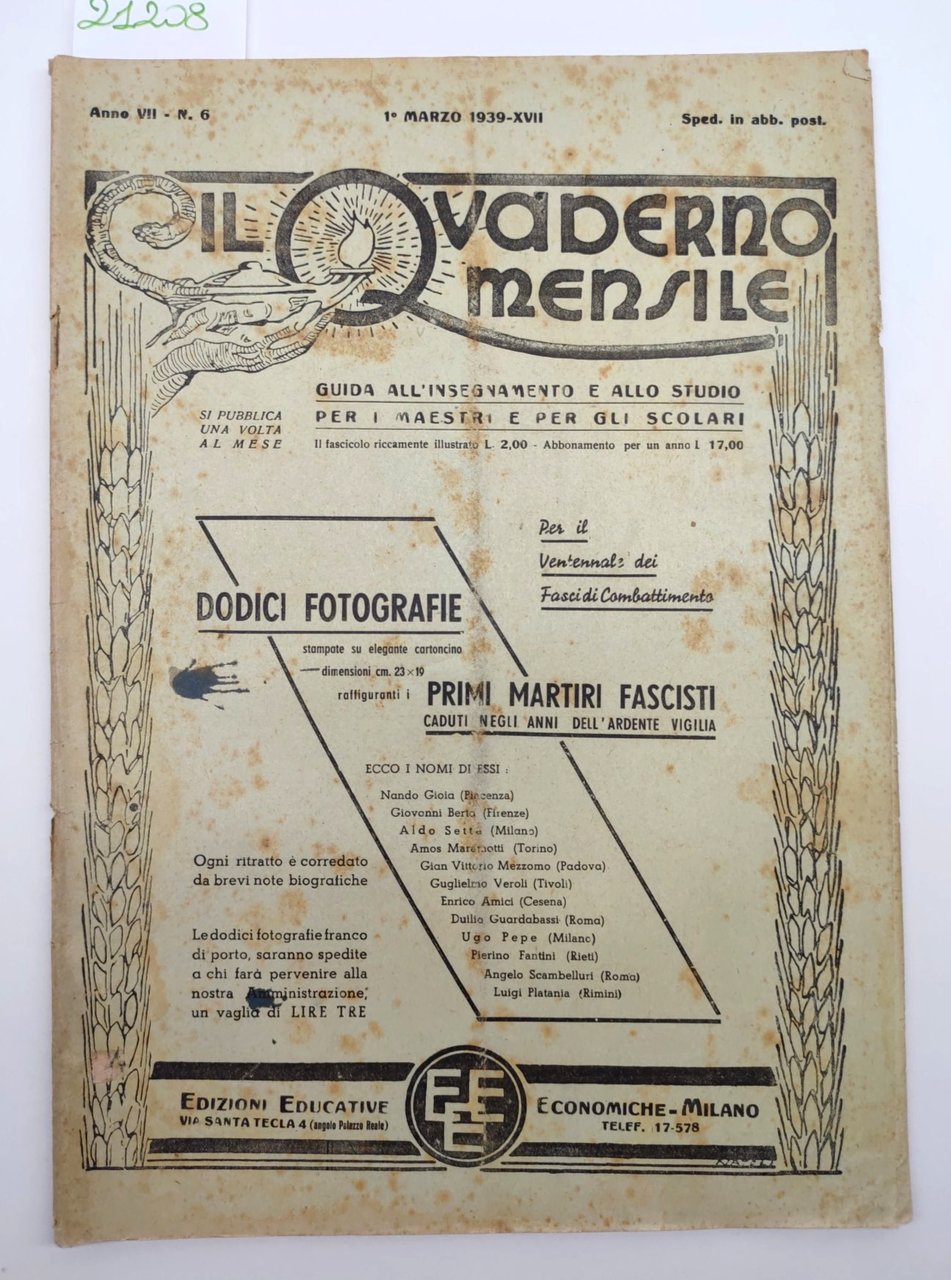 21208
Anno VII - N. 6
1° MARZO 1939-XVII
Sped. in abb. post.
IL QVADERNO
MENSILE
GUIDA ALL'INSEGNAMENTO E ALLO STUDIO
PER I MAESTRI E PER GLI SCOLARI
SI PUBBLICA
UNA VOLTA
AL MESE
Il fascicolo riccamente illustrato L. 2,00 - Abbonamento per un anno L 17,00
Per il
Ventennale dei
Fasci di Combattimento
DODICI FOTOGRAFIE
stampate su elegante cartoncino
dimensioni cm. 23×19
raffiguranti i PRIMI MARTIRI FASCISTI
CADUTI NEGLI ANNI DELL'ARDENTE VIGILIA
ECCO I NOMI DI ESSI :
Nando Gioia (Piacenza)
Giovanni Berta (Firenze)
Aldo Sette (Milano)
Amos Maramotti (Torino)
Gian Vittorio Mezzomo (Padova)
Guglielmo Veroli (Tivoli)
Enrico Amici (Cesena)
Duilio Guardabassi (Roma)
Ugo Pepe (Milano)
Pierino Fantini (Rieti)
Angelo Scambelluri (Roma)
Luigi Platania (Rimini)
Ogni ritratto è corredato
da brevi note biografiche
Le dodici fotografie franco
di porto, saranno spedite
a chi farà pervenire alla
nostra Amministrazione,
un vaglia di LIRE TRE
EDIZIONI EDUCATIVE
VIA SANTA TECLA 4 (angolo Palazzo Reale)
EEE
ECONOMICHE - MILANO
TELEF. 17-578